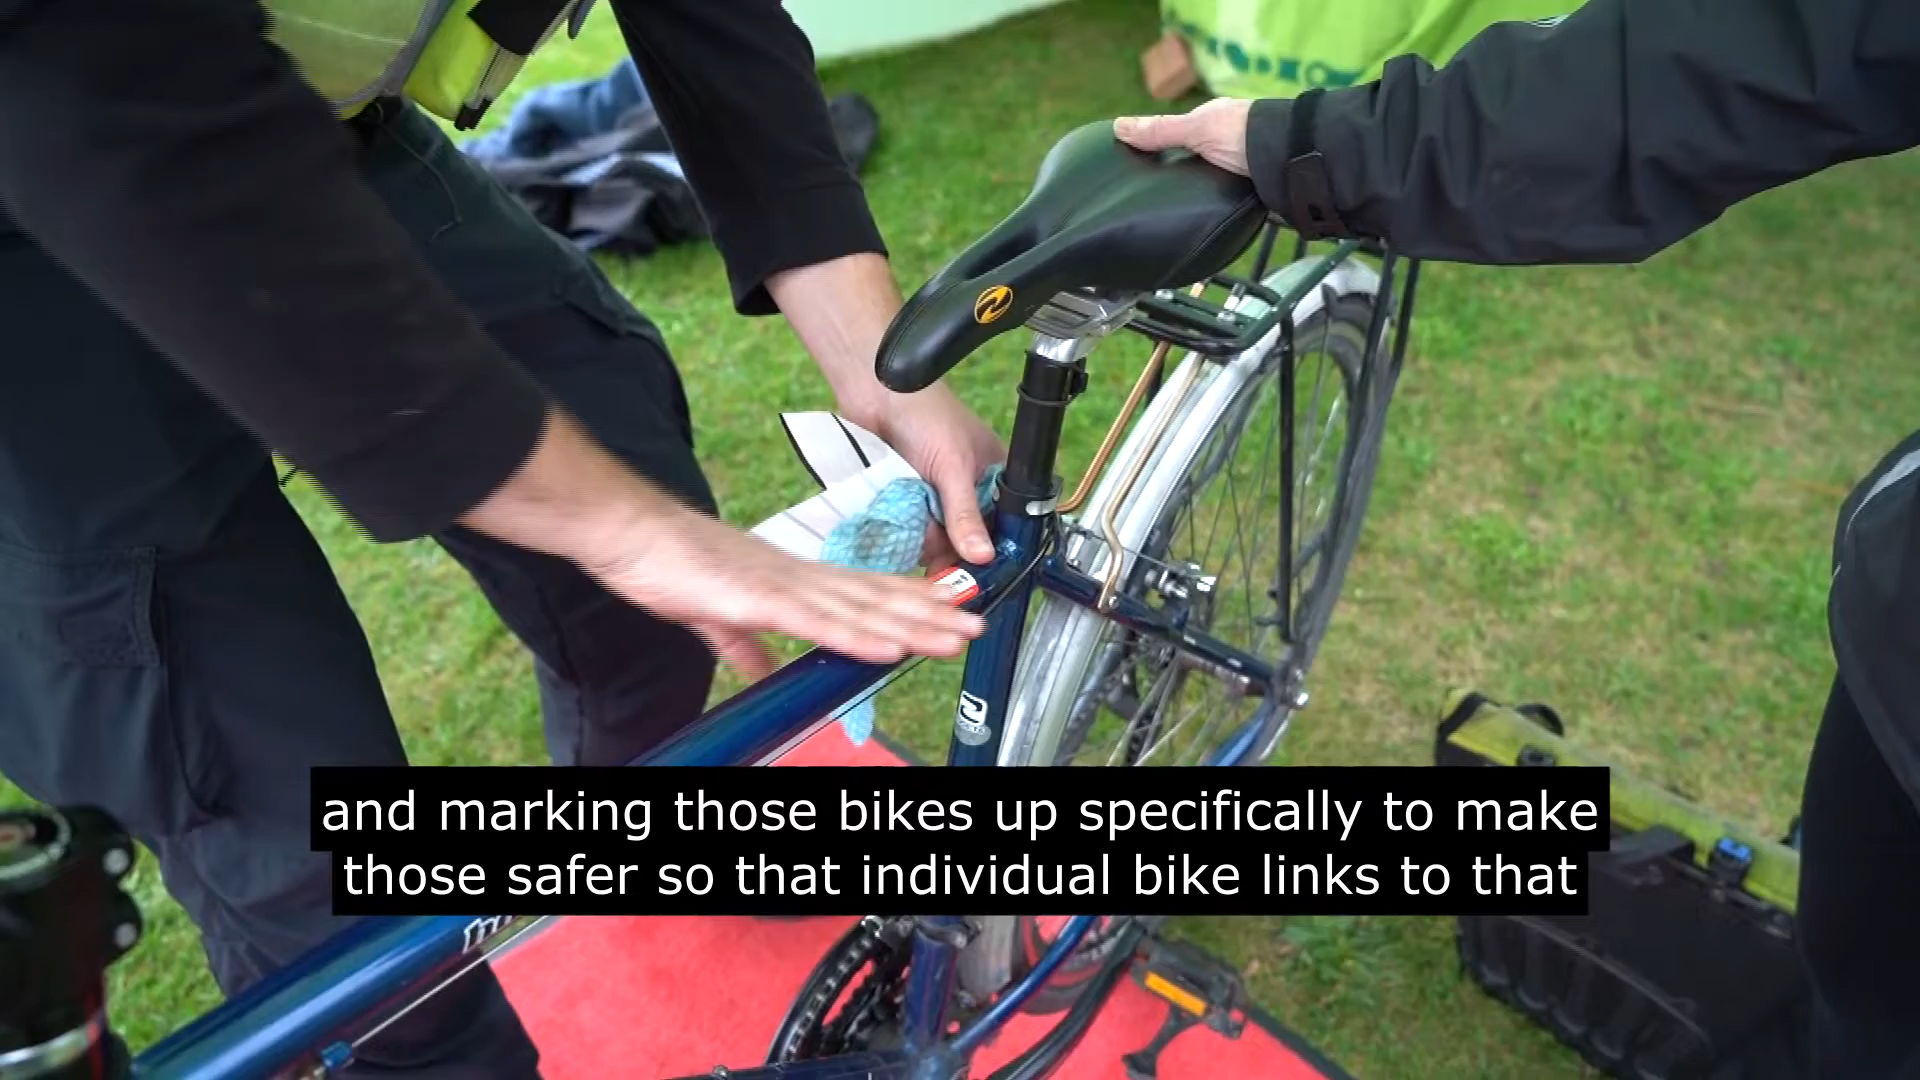 and marking those bikes up specifically to make
those safer so that individual bike links to that